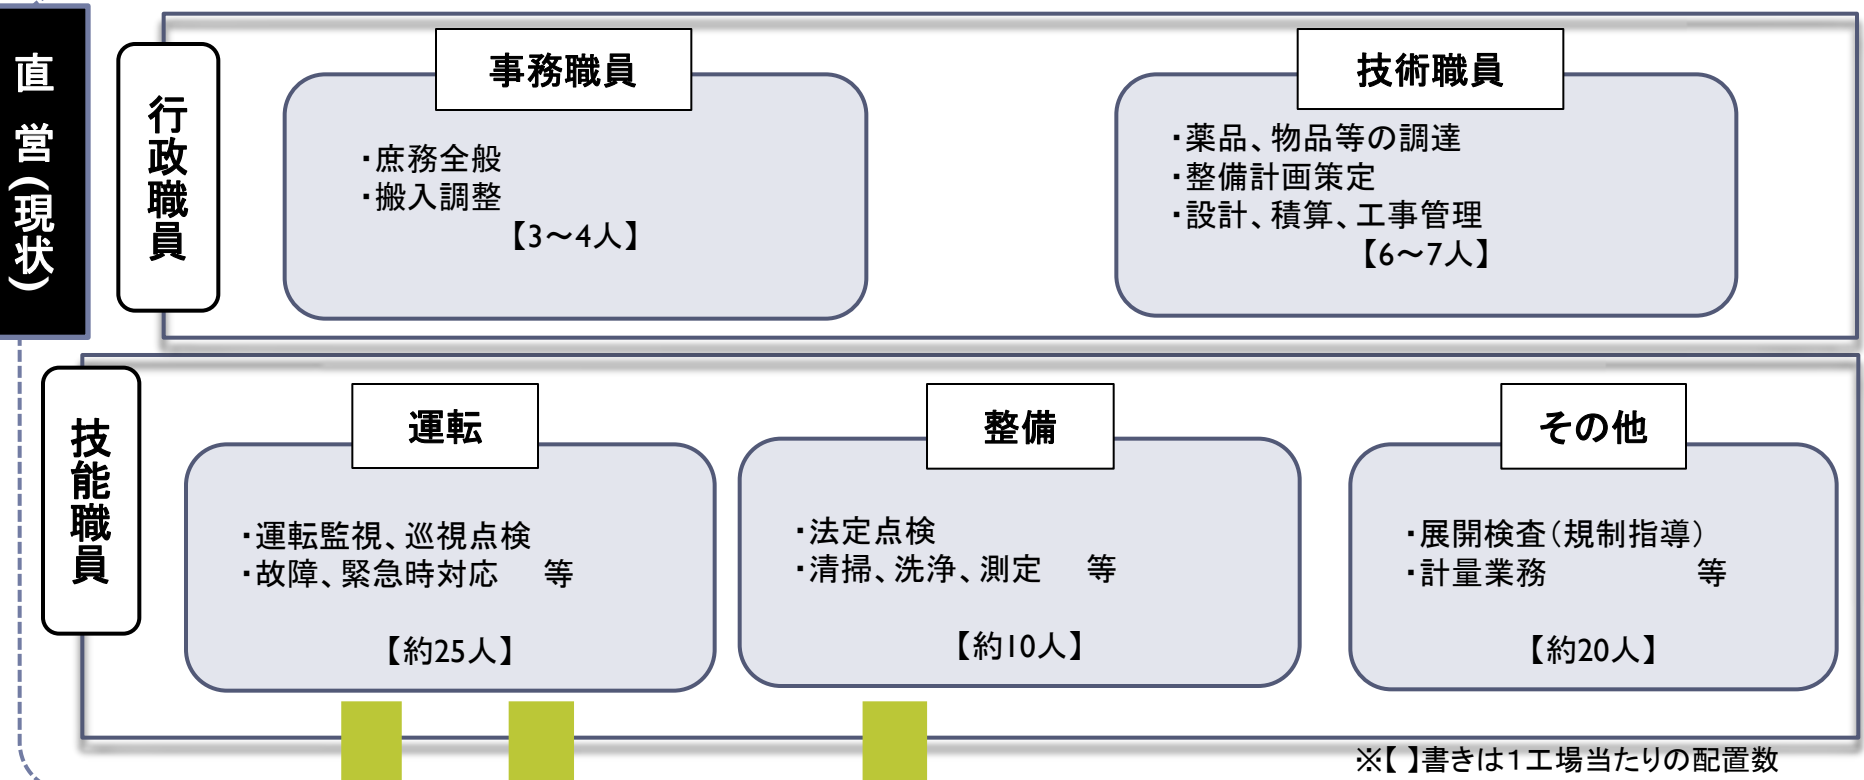 直営(現状)
行政職員
事務職員
・庶務全般
・搬入調整
【3～4人】
技術職員
・薬品、物品等の調達
・整備計画策定
・設計、積算、工事管理
【6～7人】
技能職員
運転
・運転監視、巡視点検
・故障、緊急時対応　等
【約25人】
整備
・法定点検
・清掃、洗浄、測定　等
【約10人】
その他
・展開検査（規制指導）
・計量業務　　　　等
【約20人】
※【 】書きは１工場当たりの配置数